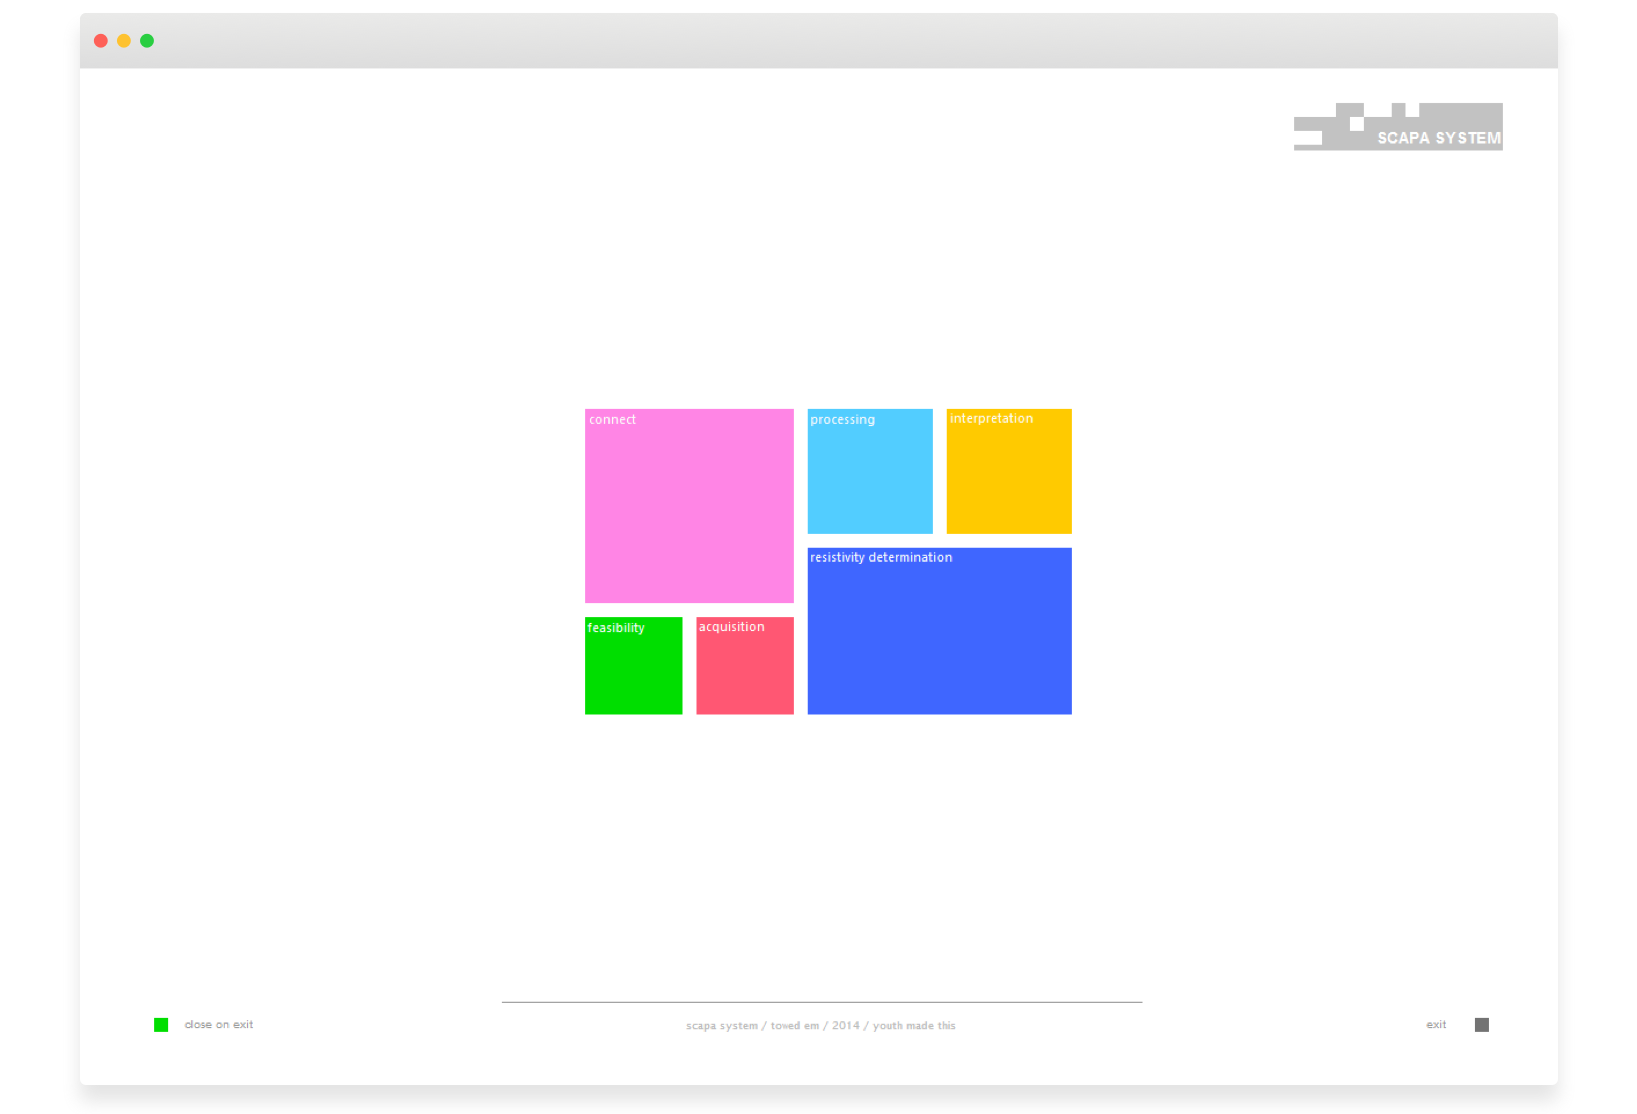 SCAPA SYSTEM
connect
processing
interpretation
resistivity determination
feasibility
acquisition
close on exit
scapa system / towed em / 2014 / youth made this
exit